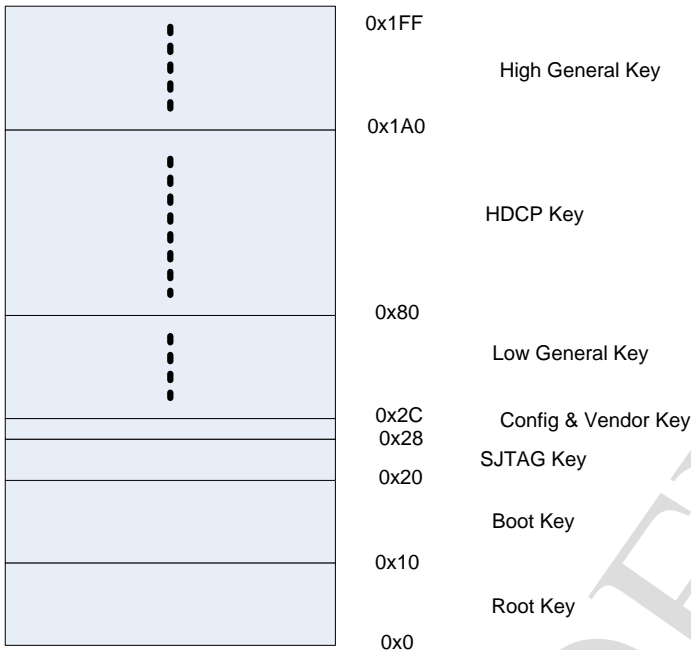 0x1FF
High General Key
0x1A0
HDCP Key
0x80
Low General Key
0x2C
Config & Vendor Key
0x28
SJTAG Key
0x20
Boot Key
0x10
Root Key
0x0